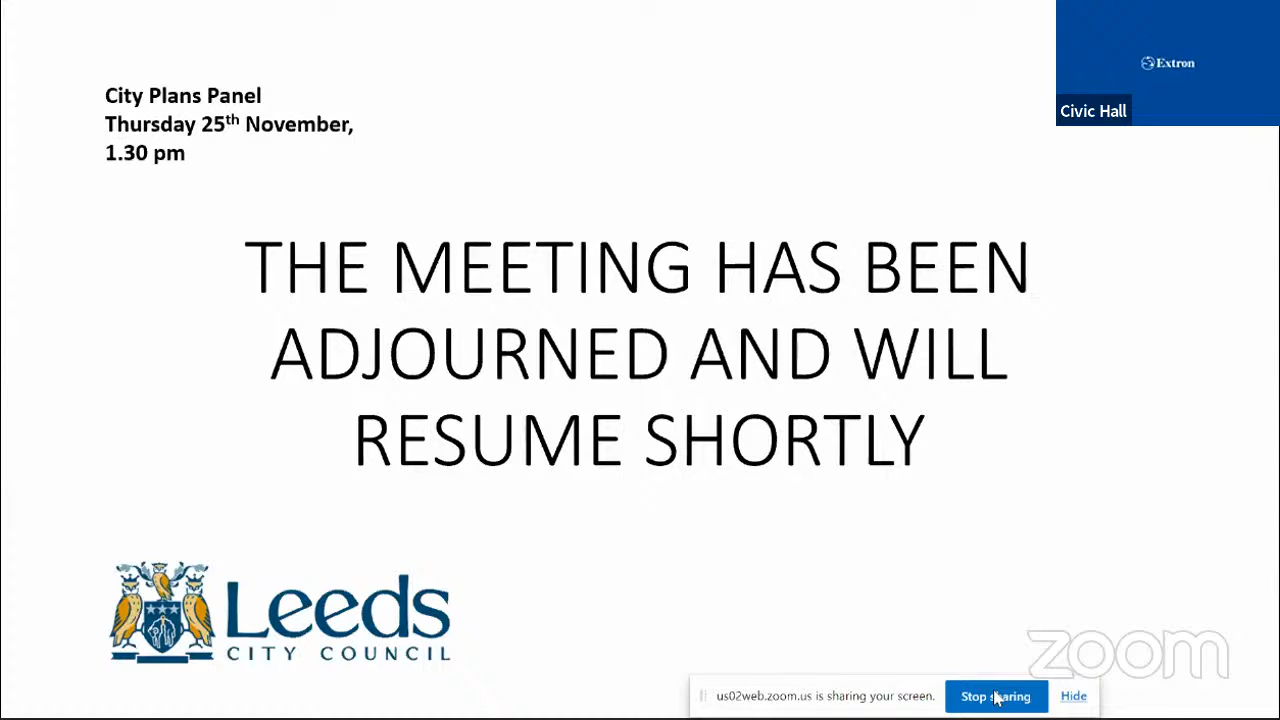 City Plans Panel
Thursday 25th November,
1.30 pm
Extron
Civic Hall
THE MEETING HAS BEEN
ADJOURNED AND WILL
RESUME SHORTLY
Leeds
CITY COUNCIL
zoom
us02web.zoom.us is sharing your screen.
Stop sharing
Hide